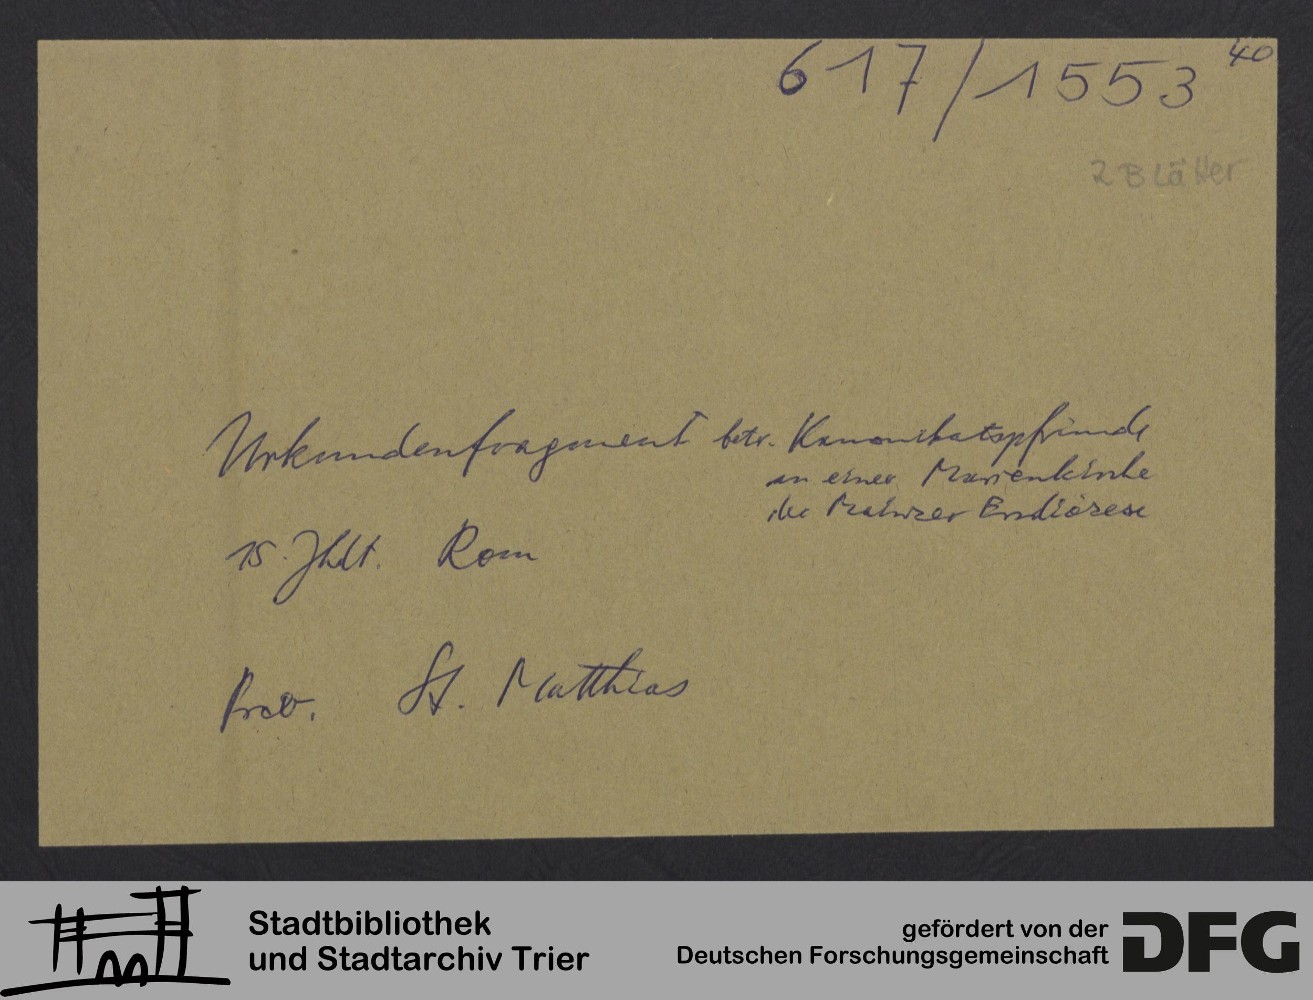 617/1553 4°
2 Blätter
Urkundenfragment betr. Kanonikatspfründe
an einer Marienkirche
der Mainzer Erzdiözese
15. Jhdt. Rom
Prov. St. Matthias
Stadtbibliothek
und Stadtarchiv Trier
gefördert von der
Deutschen Forschungsgemeinschaft
DFG